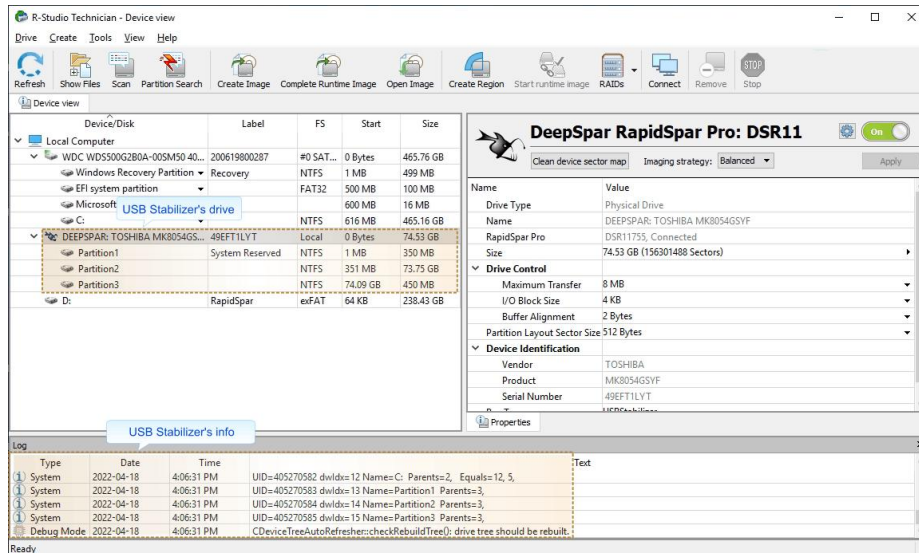 R-Studio Technician - Device view
Drive Create Tools View Help
Refresh Show Files Scan Partition Search Create Image Complete Runtime Image Open Image Create Region Start runtime image RAIDs Connect Remove Stop
STOP
Device view
Device/Disk Label FS Start Size
Local Computer
WDC WDS500G2B0A-00SM50 40... 200619800287 #0 SAT... 0 Bytes 465.76 GB
Windows Recovery Partition Recovery NTFS 1 MB 499 MB
EFI system partition FAT32 500 MB 100 MB
Microsoft 600 MB 16 MB
USB Stabilizer's drive
C: NTFS 616 MB 465.16 GB
DEEPSPAR: TOSHIBA MK8054GS... 49EFT1LYT Local 0 Bytes 74.53 GB
Partition1 System Reserved NTFS 1 MB 350 MB
Partition2 NTFS 351 MB 73.75 GB
Partition3 NTFS 74.09 GB 450 MB
D: RapidSpar exFAT 64 KB 238.43 GB
DeepSpar RapidSpar Pro: DSR11
On
Clean device sector map Imaging strategy: Balanced Apply
Name Value
Drive Type Physical Drive
Name DEEPSPAR: TOSHIBA MK8054GSYF
RapidSpar Pro DSR11755, Connected
Size 74.53 GB (156301488 Sectors)
Drive Control
Maximum Transfer 8 MB
I/O Block Size 4 KB
Buffer Alignment 2 Bytes
Partition Layout Sector Size 512 Bytes
Device Identification
Vendor TOSHIBA
Product MK8054GSYF
Serial Number 49EFT1LYT
Properties
USB Stabilizer's info
Log
Type Date Time Text
System 2022-04-18 4:06:31 PM UID=405270582 dwIdx=12 Name=C: Parents=2, Equals=12, 5,
System 2022-04-18 4:06:31 PM UID=405270583 dwIdx=13 Name=Partition1 Parents=3,
System 2022-04-18 4:06:31 PM UID=405270584 dwIdx=14 Name=Partition2 Parents=3,
System 2022-04-18 4:06:31 PM UID=405270585 dwIdx=15 Name=Partition3 Parents=3,
Debug Mode 2022-04-18 4:06:31 PM CDeviceTreeAutoRefresher::checkRebuildTree(): drive tree should be rebuilt.
Ready